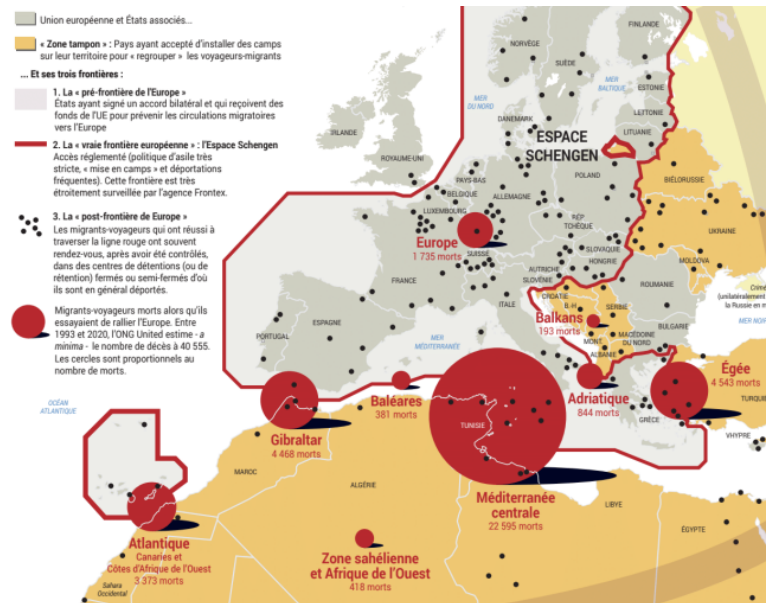 Union européenne et États associés...
« Zone tampon » : Pays ayant accepté d'installer des camps
sur leur territoire pour « regrouper » les voyageurs-migrants
... Et ses trois frontières :
1. La « pré-frontière de l'Europe »
États ayant signé un accord bilatéral et qui reçoivent des
fonds de l'UE pour prévenir les circulations migratoires
vers l'Europe
2. La « vraie frontière européenne » : l'Espace Schengen
Accès réglementé (politique d'asile très
stricte, « mise en camps » et déportations
fréquentes). Cette frontière est très
étroitement surveillée par l'agence Frontex.
3. La « post-frontière de Europe »
Les migrants-voyageurs qui ont réussi à
traverser la ligne rouge ont souvent
rendez-vous, après avoir été contrôlés,
dans des centres de détentions (ou de
rétention) fermés ou semi-fermés d'où
ils sont en général déportés.
Migrants-voyageurs morts alors qu'ils
essayaient de rallier l'Europe. Entre
1993 et 2020, l'ONG United estime - a
minima - le nombre de décès à 40 555.
Les cercles sont proportionnels au
nombre de morts.
FINLANDE
NORVÈGE
SUÈDE
MER
BALTIQUE
ESTONIE
MER
DU NORD
LETTONIE
DANEMARK
LITUANIE
IRLANDE
ESPACE
SCHENGEN
ROYAUME-UNI
BIÉLORUSSIE
PAYS-BAS
POLAND
BELGIQUE
ALLEMAGNE
LUXEMBOURG
RÉP.
TCHÈQUE
UKRAINE
Europe
1 735 morts
SLOVAQUIE
SUISSE
AUTRICHE
HONGRIE
MOLDOVA
SLOVÉNIE
FRANCE
ROUMANIE
CROATIE
Crimé
(unilatéralement
la Russie en m
ITALIE
B.-H.
SERBIE
Balkans
193 morts
MER NOIR
PORTUGAL
ESPAGNE
MER
MÉDITERRANÉE
MONT.
MACÉDOINE
DU NORD
BULGARIE
ALBANIE
Égée
4 543 morts
OCÉAN
ATLANTIQUE
Baléares
381 morts
Adriatique
844 morts
TURQUI
GRÈCE
TUNISIE
VHYPRE
Gibraltar
4 468 morts
MAROC
ALGÉRIE
Méditerranée
centrale
22 595 morts
LIBYE
ÉGYPTE
Atlantique
Canaries et
Côtes d'Afrique de l'Ouest
3 373 morts
Zone sahélienne
et Afrique de l'Ouest
418 morts
Sahara
Occidental